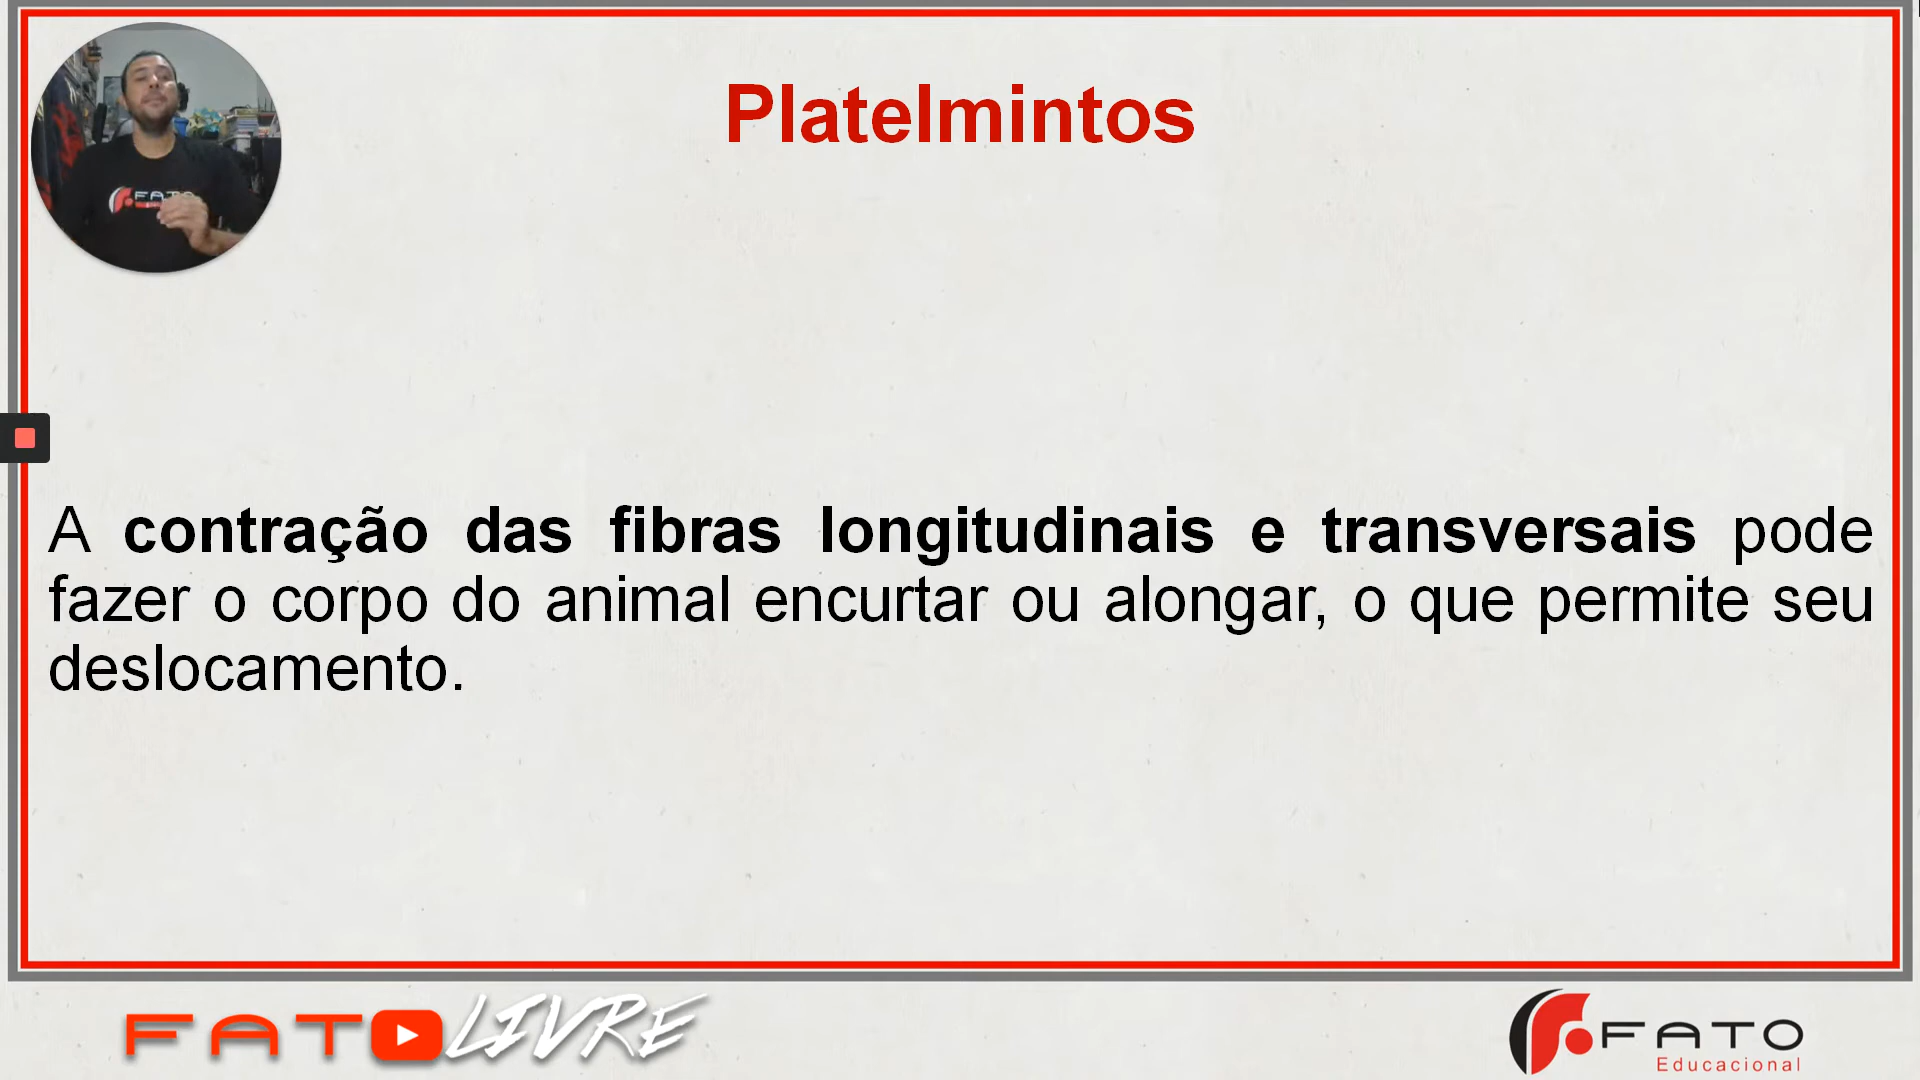 Platelmintos
FATO
A contração das fibras longitudinais e transversais pode
fazer o corpo do animal encurtar ou alongar, o que permite seu
deslocamento.
FATO LIVRE
FATO
Educacional